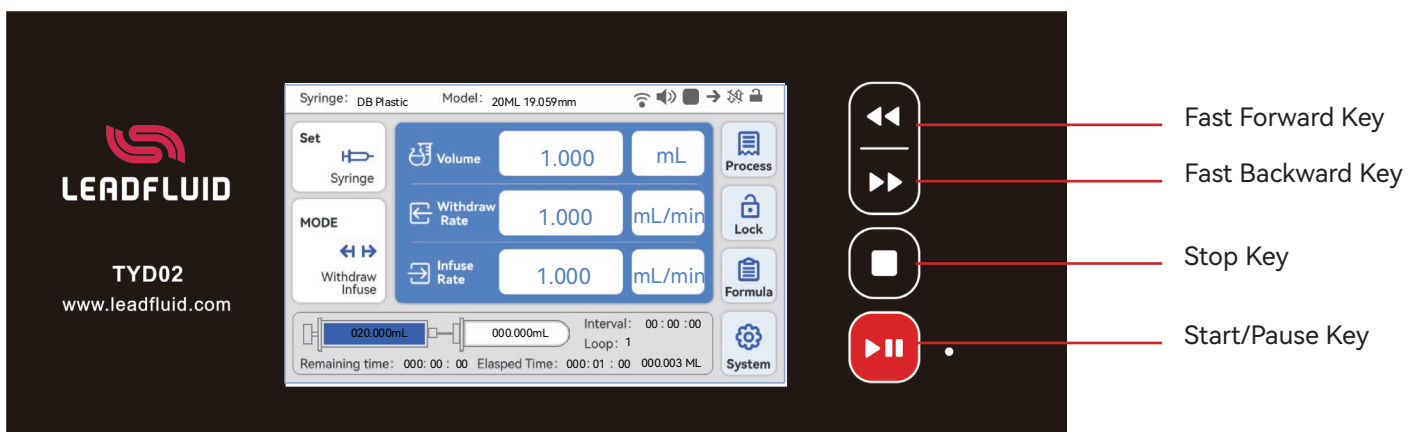 LEADFLUID
TYD02
www.leadfluid.com
Syringe: DB Plastic Model: 20ML 19.059mm
Set
Syringe
MODE
Withdraw
Infuse
Volume 1.000 mL
Withdraw
Rate 1.000 mL/min
Infuse
Rate 1.000 mL/min
Process
Lock
Formula
System
020.000mL 000.000mL Interval: 00:00:00
Loop: 1
Remaining time: 000:00:00 Elasped Time: 000:01:00 000.003 ML
Fast Forward Key
Fast Backward Key
Stop Key
Start/Pause Key